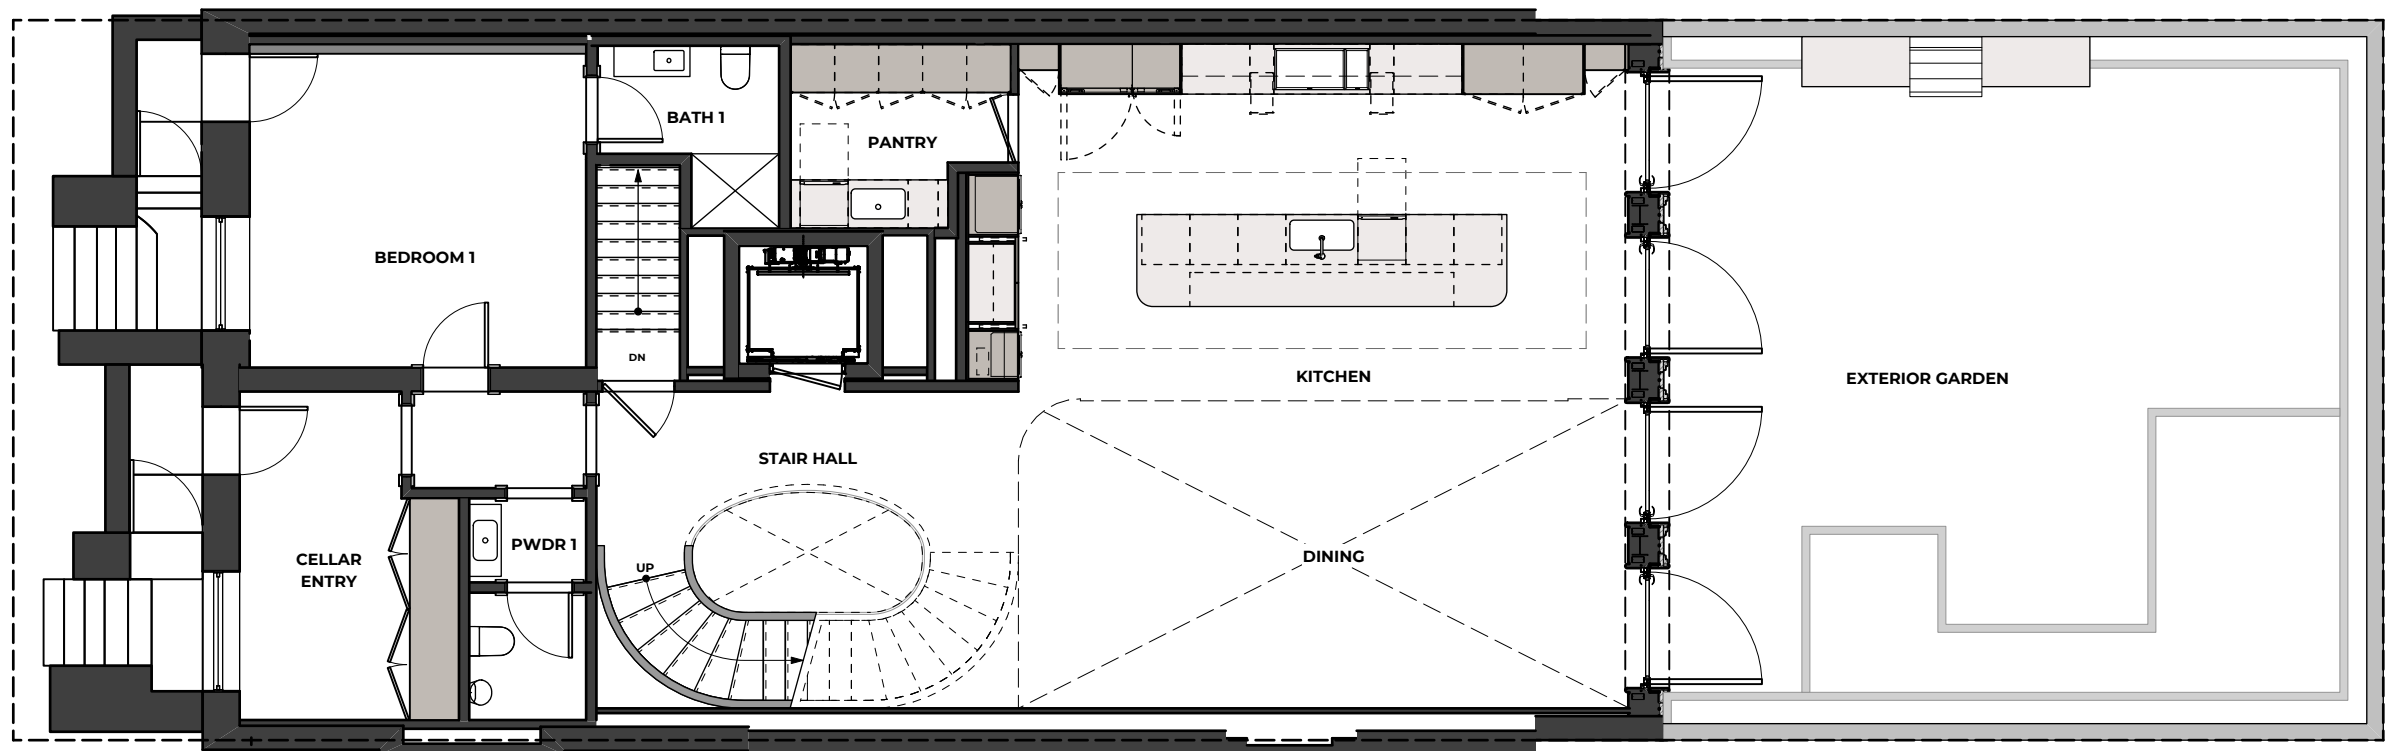 BATH 1
PANTRY
BEDROOM 1
DN
KITCHEN
EXTERIOR GARDEN
STAIR HALL
PWDR 1
CELLAR
ENTRY
UP
DINING